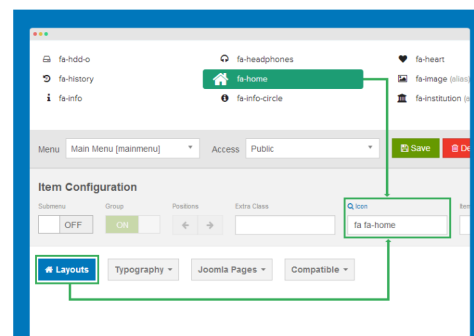 fa-hdd-o fa-headphones fa-heart
fa-history fa-home fa-image (alias)
fa-info fa-info-circle fa-institution
Menu Main Menu [mainmenu] Access Public Save
Item Configuration
Submenu Group Positions Extra Class Icon
OFF ON fa fa-home
Layouts Typography Joomla Pages Compatible